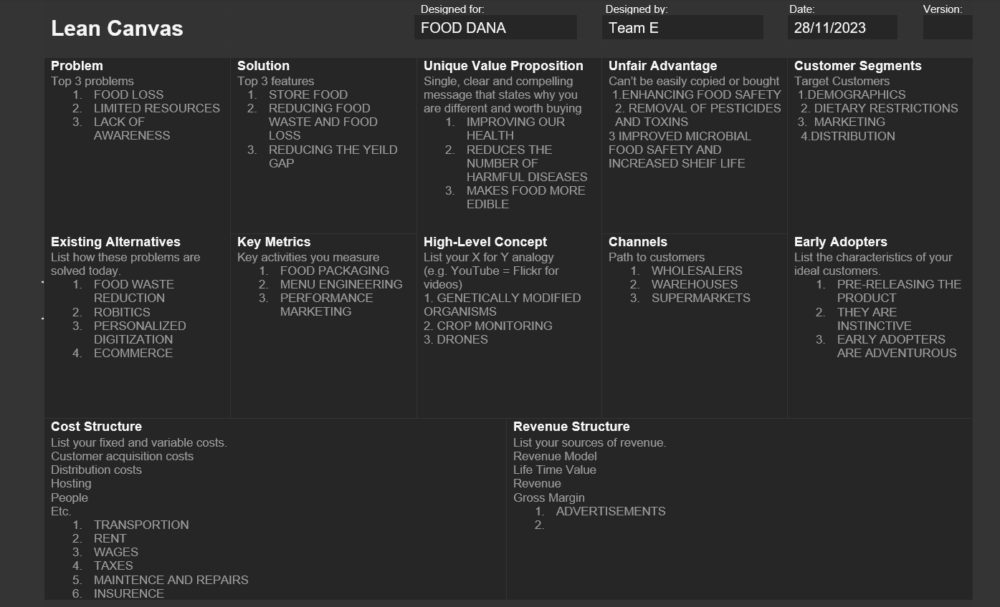 Lean Canvas
Designed for:
FOOD DANA
Designed by:
Team E
Date:
28/11/2023
Version:
Problem
Top 3 problems
1. FOOD LOSS
2. LIMITED RESOURCES
3. LACK OF
AWARENESS
Solution
Top 3 features
1. STORE FOOD
2. REDUCING FOOD
WASTE AND FOOD
LOSS
3. REDUCING THE YEILD
GAP
Unique Value Proposition
Single, clear and compelling
message that states why you
are different and worth buying
1. IMPROVING OUR
HEALTH
2. REDUCES THE
NUMBER OF
HARMFUL DISEASES
3. MAKES FOOD MORE
EDIBLE
Unfair Advantage
Can't be easily copied or bought
1.ENHANCING FOOD SAFETY
2. REMOVAL OF PESTICIDES
AND TOXINS
3 IMPROVED MICROBIAL
FOOD SAFETY AND
INCREASED SHEIF LIFE
Customer Segments
Target Customers
1.DEMOGRAPHICS
2. DIETARY RESTRICTIONS
3. MARKETING
4.DISTRIBUTION
Existing Alternatives
List how these problems are
solved today.
1. FOOD WASTE
REDUCTION
2. ROBITICS
3. PERSONALIZED
DIGITIZATION
4. ECOMMERCE
Key Metrics
Key activities you measure
1. FOOD PACKAGING
2. MENU ENGINEERING
3. PERFORMANCE
MARKETING
High-Level Concept
List your X for Y analogy
(e.g. YouTube = Flickr for
videos)
1. GENETICALLY MODIFIED
ORGANISMS
2. CROP MONITORING
3. DRONES
Channels
Path to customers
1. WHOLESALERS
2. WAREHOUSES
3. SUPERMARKETS
Early Adopters
List the characteristics of your
ideal customers.
1. PRE-RELEASING THE
PRODUCT
2. THEY ARE
INSTINCTIVE
3. EARLY ADOPTERS
ARE ADVENTUROUS
Cost Structure
List your fixed and variable costs.
Customer acquisition costs
Distribution costs
Hosting
People
Etc.
1. TRANSPORTION
2. RENT
3. WAGES
4. TAXES
5. MAINTENCE AND REPAIRS
6. INSURENCE
Revenue Structure
List your sources of revenue.
Revenue Model
Life Time Value
Revenue
Gross Margin
1. ADVERTISEMENTS
2.